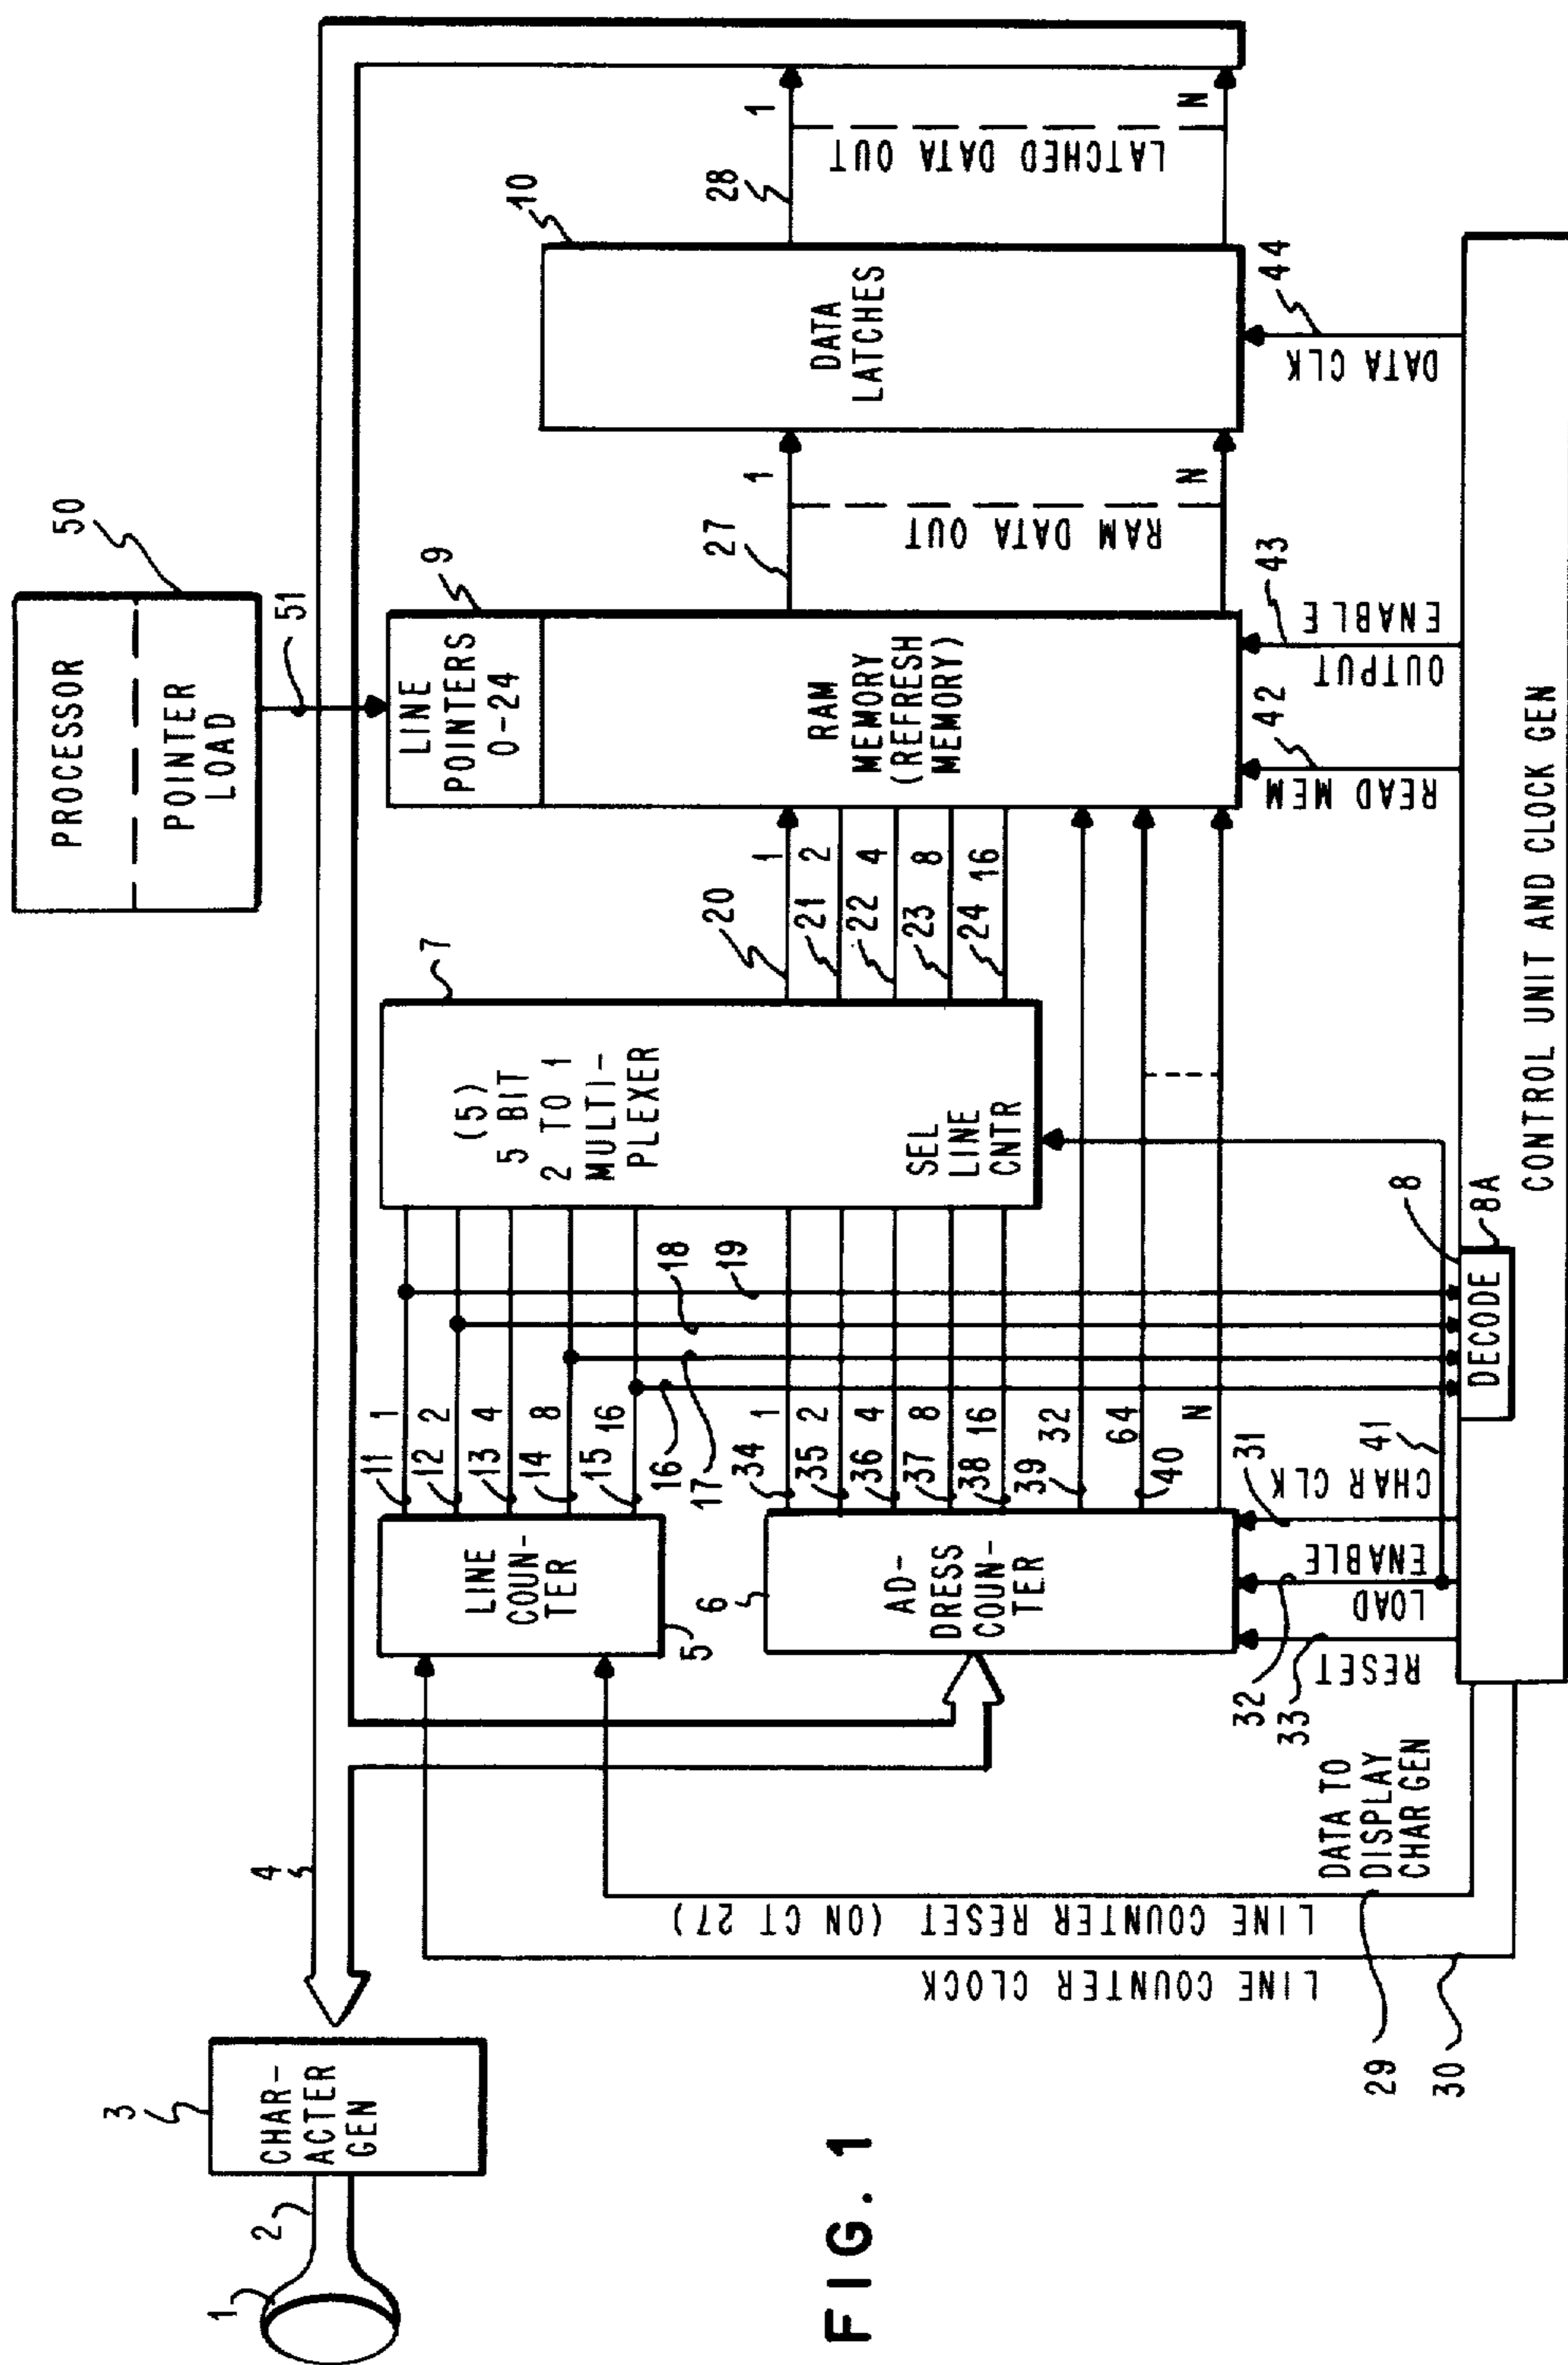 PROCESSOR
POINTER
LOAD
50
51
4
3
CHAR-
ACTER
GEN
2
1
LINE
COUN-
TER
5
11 1
12 2
13 4
14 8
15 16
16
17
18
19
(5)
5 BIT
2 TO 1
MULTI-
PLEXER
SEL
LINE
CNTR
7
AD-
DRESS
COUN-
TER
6
34 1
35 2
36 4
37 8
38 16
39 32
40 64
N
20 1
21 2
22 4
23 8
24 16
LINE
POINTERS
0-24
9
RAM
MEMORY
(REFRESH
MEMORY)
27
1
RAM DATA OUT
N
DATA
LATCHES
10
28
1
LATCHED DATA OUT
N
LINE COUNTER CLOCK
LINE COUNTER RESET (ON CT 27)
DATA TO
DISPLAY
CHAR GEN
29
30
RESET
33
LOAD
ENABLE
32
CHAR CLK
31
41
DECODE
8
8A
READ MEM
42
OUTPUT
ENABLE
43
DATA CLK
44
CONTROL UNIT AND CLOCK GEN
FIG. 1